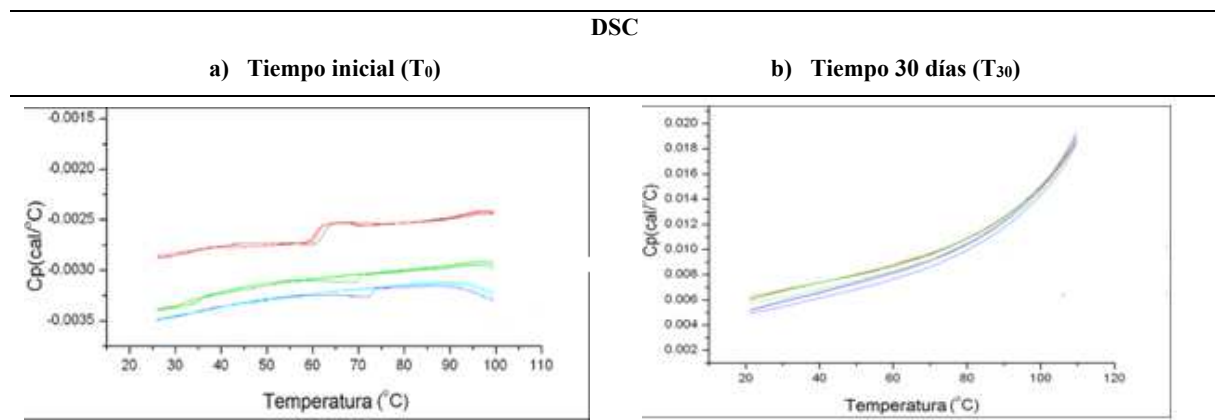 DSC
a) Tiempo inicial (T₀)
b) Tiempo 30 días (T₃₀)
-0.0015
-0.0020
-0.0025
-0.0030
-0.0035
Cp(cal/°C)
20 30 40 50 60 70 80 90 100 110
Temperatura (°C)
0.020
0.018
0.016
0.014
0.012
0.010
0.008
0.006
0.004
0.002
Cp(cal/°C)
20 40 60 80 100 120
Temperatura (°C)